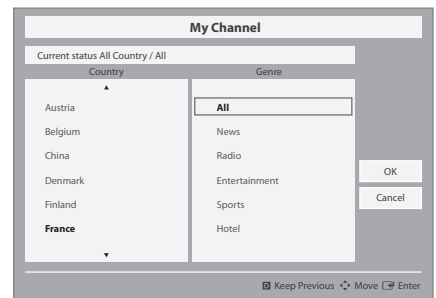 My Channel
Current status All Country / All
Country
Genre
Austria
Belgium
China
Denmark
Finland
France
All
News
Radio
Entertainment
Sports
Hotel
OK
Cancel
Keep Previous Move Enter